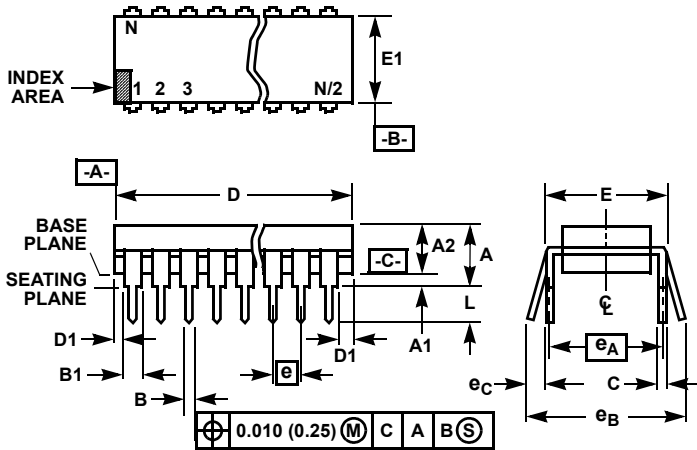 N
E1
INDEX
AREA
1 2 3 N/2
-B-
-A-
D
E
BASE
PLANE
A2
A
-C-
SEATING
PLANE
L
C
L
D1
A1
D1
eA
B1
e
eC
C
B
eB
0.010 (0.25) M C A B S